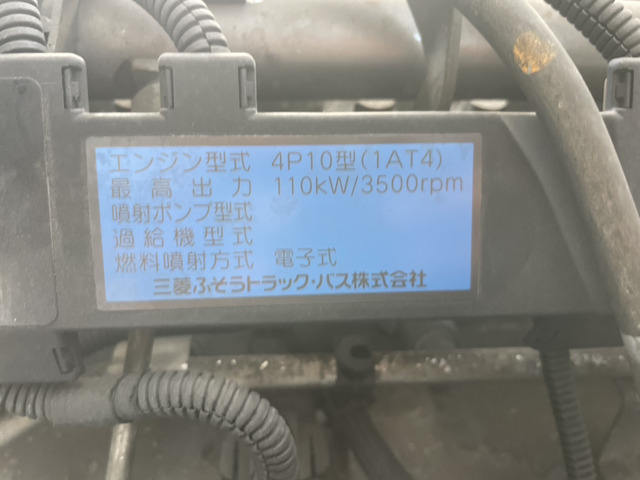 エンジン型式 4P10型(1AT4)
最高出力 110kW/3500rpm
噴射ポンプ型式
過給機型式
燃料噴射方式 電子式
三菱ふそうトラック・バス株式会社